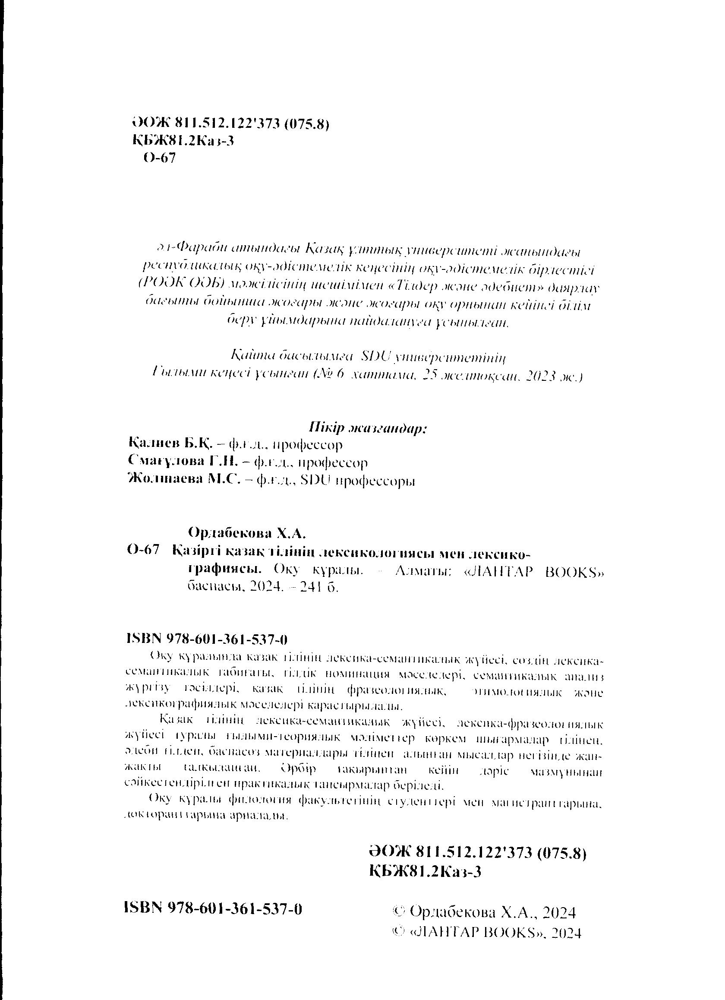 ӘОЖ 811.512.122'373 (075.8)
ҚБЖ81.2Каз-3
О-67
әл-Фараби атындағы Қазақ ұлттық университеті жанындағы
республикалық оқу-әдістемелік кеңесінің оқу-әдістемелік бірлестігі
(РОӘК ОӘБ) мәжілісінің шешімімен «Тілдер және әдебиет» даярлау
бағыты бойынша жоғары және жоғары оқу орнынан кейінгі білім
беру ұйымдарына пайдалануға ұсынылған.
Қайта басылымға SDU университетінің
Ғылыми кеңесі ұсынған (№ 6 хаттама, 25 желтоқсан, 2023 ж.)
Пікір жазғандар:
Қалиев Б.Қ. – ф.ғ.д., профессор
Смағұлова Г.Н. – ф.ғ.д., профессор
Жолшаева М.С. – ф.ғ.д., SDU профессоры
Ордабекова Х.А.
О-67 Қазіргі қазақ тілінің лексикологиясы мен лексико-
графиясы. Оқу құралы. – Алматы: «ЛАНТАР BOOKS»
баспасы, 2024. – 241 б.
ISBN 978-601-361-537-0
Оқу құралында қазақ тілінің лексика-семантикалық жүйесі, сөздің лексика-
семантикалық табиғаты, тілдік номинация мәселелері, семантикалық анализ
жүргізу тәсілдері, қазақ тілінің фразеологиялық, этимологиялық және
лексикографиялық мәселелері қарастырылады.
Қазақ тілінің лексика-семантикалық жүйесі, лексика-фразеологиялық
жүйесі туралы ғылыми-теориялық мәліметтер көркем шығармалар тілінен,
әдеби тілден, баспасөз материалдары тілінен алынған мысалдар негізінде жан-
жақты талқыланған. Әрбір тақырыптан кейін дәріс мазмұнынан
сәйкестендірілген практикалық тапсырмалар беріледі.
Оқу құралы филология факультетінің студенттері мен магистранттарына,
докторанттарына арналады.
ӘОЖ 811.512.122'373 (075.8)
ҚБЖ81.2Каз-3
ISBN 978-601-361-537-0
© Ордабекова Х.А., 2024
© «ЛАНТАР BOOKS», 2024